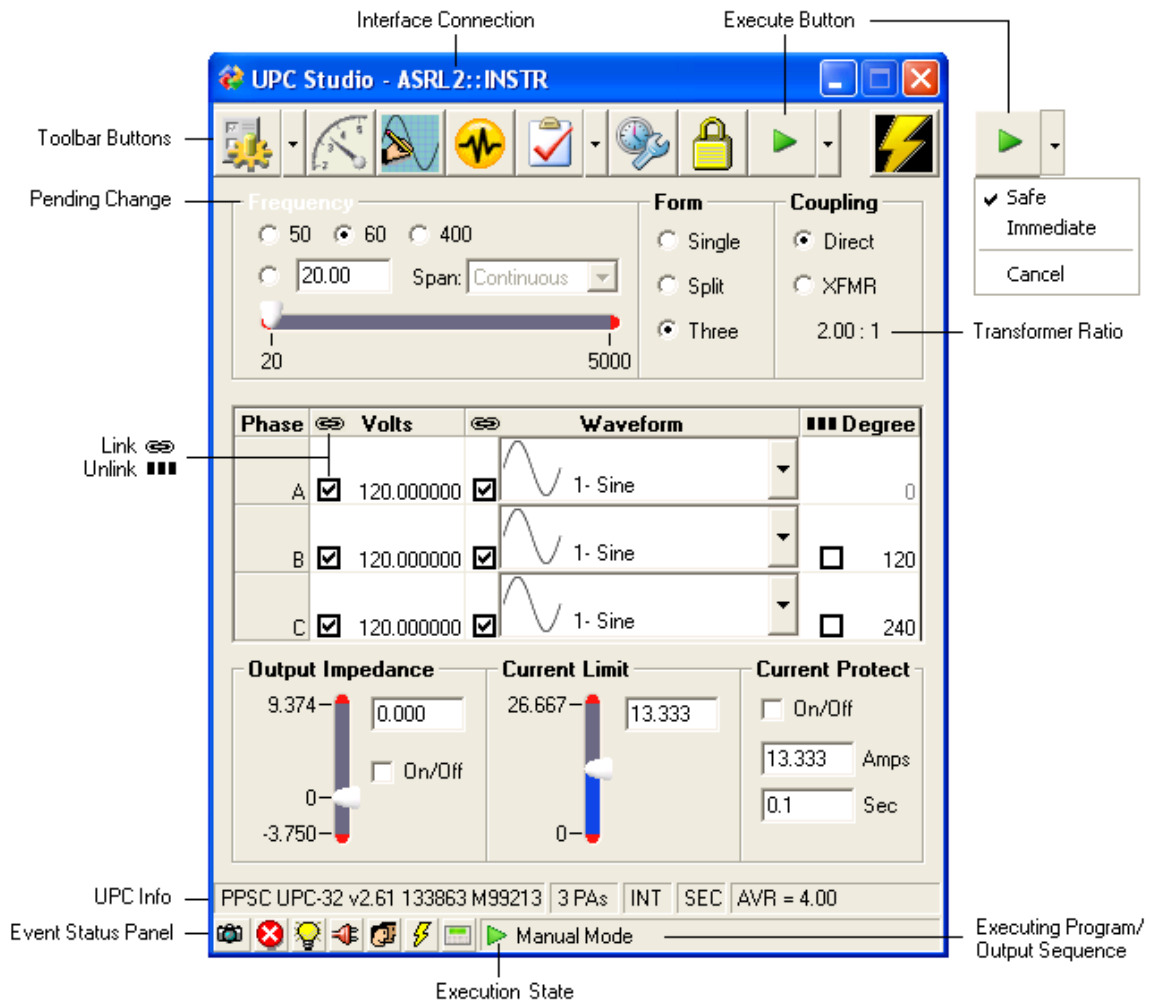 Interface Connection
Execute Button
UPC Studio - ASRL2::INSTR
Toolbar Buttons
Pending Change
Safe
Immediate
Cancel
Frequency
50 60 400
20.00 Span: Continuous
20 5000
Form
Single
Split
Three
Coupling
Direct
XFMR
2.00 : 1
Transformer Ratio
Link
Unlink
Phase Volts Waveform Degree
A 120.000000 1- Sine 0
B 120.000000 1- Sine 120
C 120.000000 1- Sine 240
Output Impedance
9.374
0.000
On/Off
0
-3.750
Current Limit
26.667
13.333
0
Current Protect
On/Off
13.333 Amps
0.1 Sec
UPC Info
PPSC UPC-32 v2.61 133863 M99213 3 PAs INT SEC AVR = 4.00
Event Status Panel
Manual Mode
Executing Program/
Output Sequence
Execution State